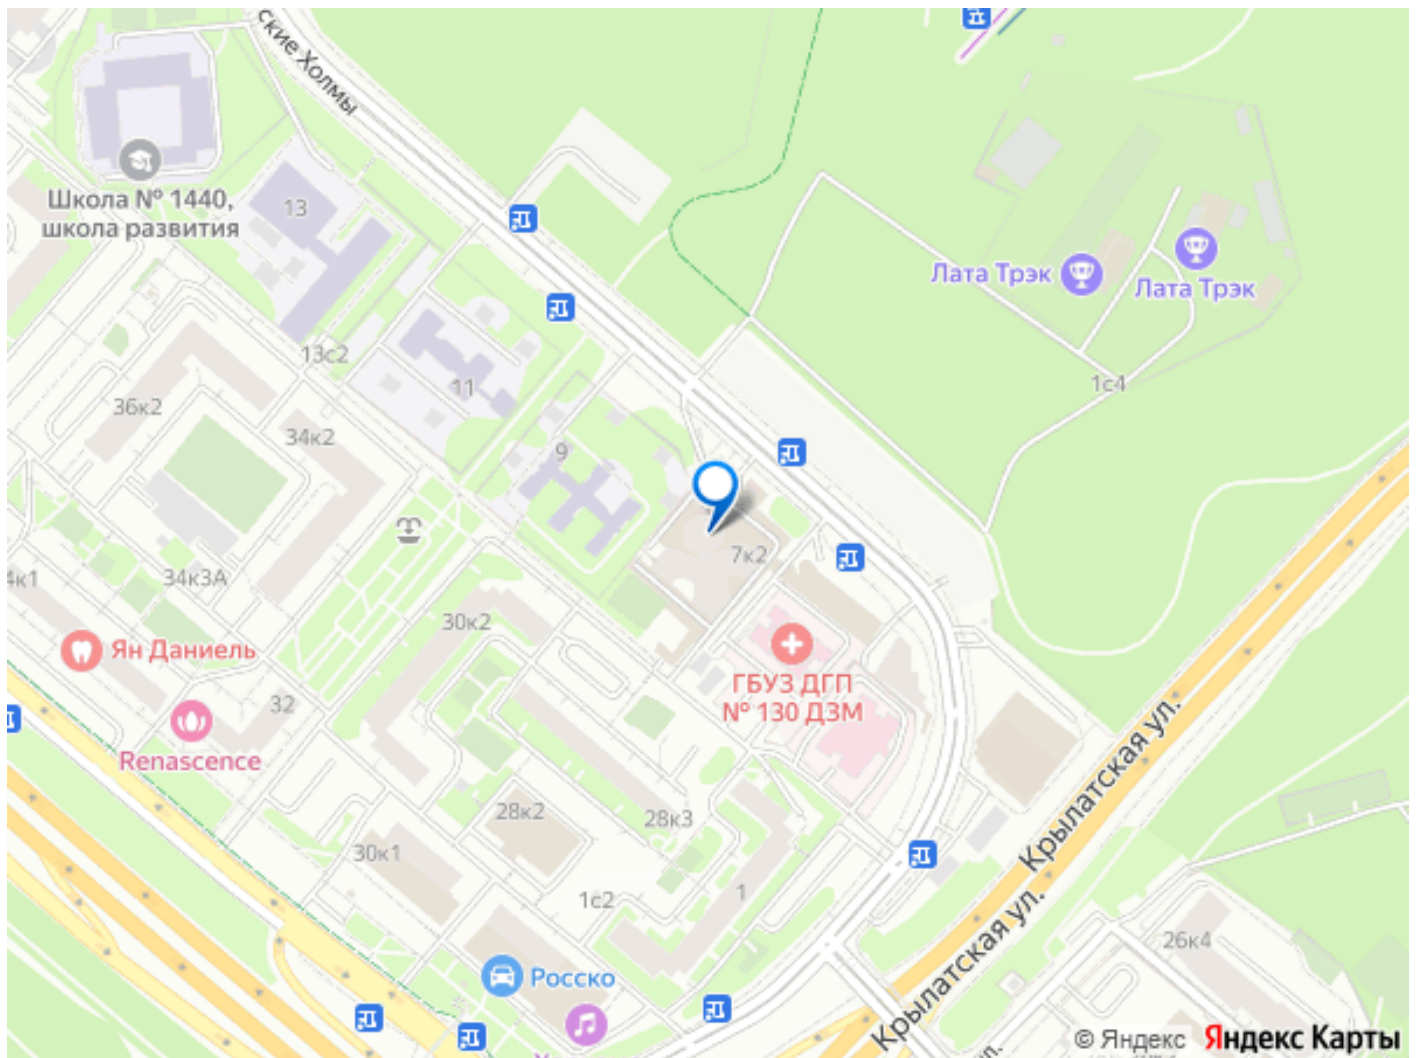 ские Холмы
Школа № 1440,
школа развития
13
Лата Трэк
Лата Трэк
13с2
11
1с4
36к2
34к2
9
7к2
4к1
34к3А
30к2
Ян Даниель
ГБУЗ ДГП
№ 130 ДЗМ
32
Renascence
Крылатская ул.
28к2
28к3
30к1
1с2
1
Крылатская ул.
26к4
Росско
ул.
© Яндекс Яндекс Карты